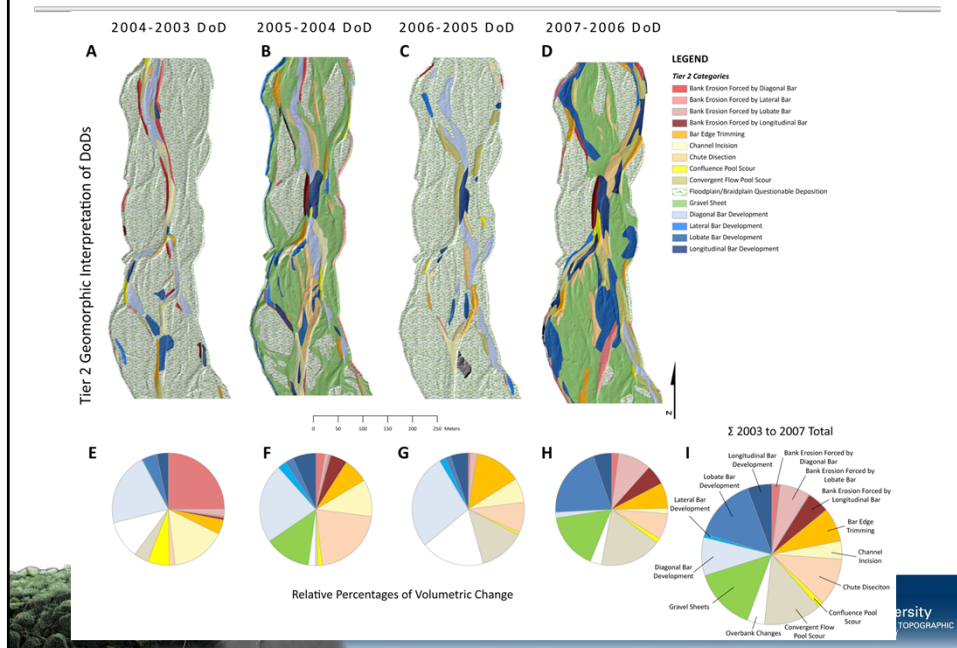 2004-2003 DoD
2005-2004 DoD
2006-2005 DoD
2007-2006 DoD
A
B
C
D
Tier 2 Geomorphic Interpretation of DoDs
LEGEND
Tier 2 Categories
Bank Erosion Forced by Diagonal Bar
Bank Erosion Forced by Lateral Bar
Bank Erosion Forced by Lobate Bar
Bank Erosion Forced by Longitudinal Bar
Bar Edge Trimming
Channel Incision
Chute Disection
Confluence Pool Scour
Convergent Flow Pool Scour
Floodplain/Braidplain Questionable Deposition
Gravel Sheet
Diagonal Bar Development
Lateral Bar Development
Lobate Bar Development
Longitudinal Bar Development
0 50 100 150 200 250
Meters
N
E
F
G
H
I
Σ 2003 to 2007 Total
Longitudinal Bar
Development
Bank Erosion Forced by
Diagonal Bar
Bank Erosion Forced by
Lobate Bar
Bank Erosion Forced by
Longitudinal Bar
Bar Edge
Trimming
Channel
Incision
Chute Diseciton
Confluence Pool
Scour
Convergent Flow
Pool Scour
Overbank Changes
Gravel Sheets
Diagonal Bar
Development
Lateral Bar
Development
Lobate Bar
Development
Relative Percentages of Volumetric Change
ersity
TOPOGRAPHIC